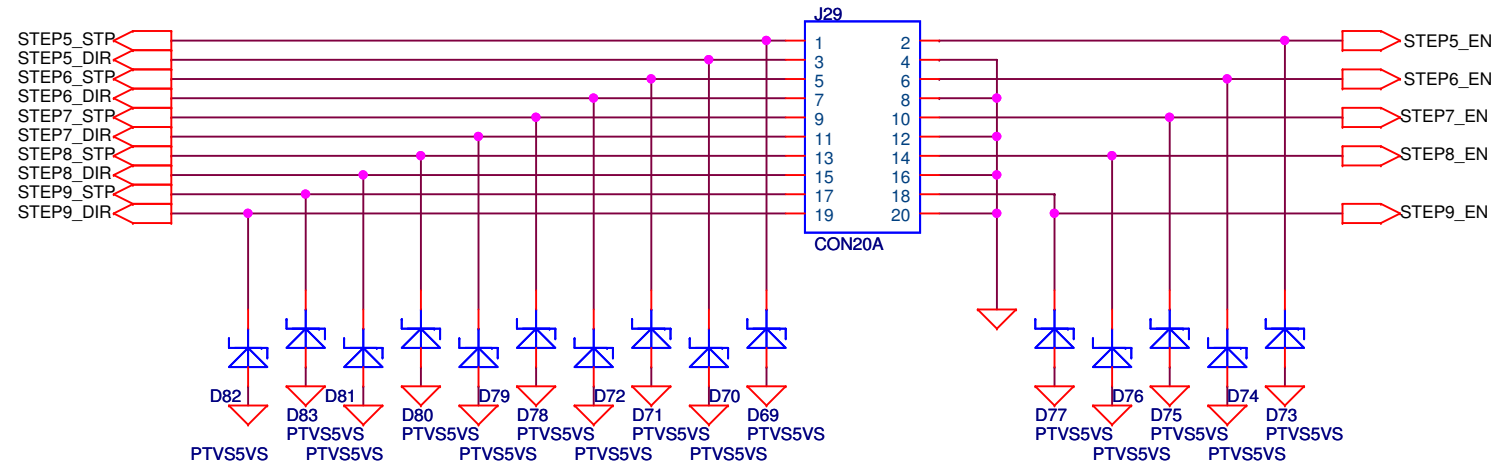 J29
STEP5_STP 1 2 STEP5_EN
STEP5_DIR 3 4
STEP6_STP 5 6 STEP6_EN
STEP6_DIR 7 8
STEP7_STP 9 10 STEP7_EN
STEP7_DIR 11 12
STEP8_STP 13 14 STEP8_EN
STEP8_DIR 15 16
STEP9_STP 17 18
STEP9_DIR 19 20 STEP9_EN
CON20A
D82 D81 D79 D72 D70 D76 D74
D83 D80 D78 D71 D69 D77 D75 D73
PTVS5VS PTVS5VS PTVS5VS PTVS5VS PTVS5VS PTVS5VS PTVS5VS PTVS5VS
PTVS5VS PTVS5VS PTVS5VS PTVS5VS PTVS5VS PTVS5VS PTVS5VS